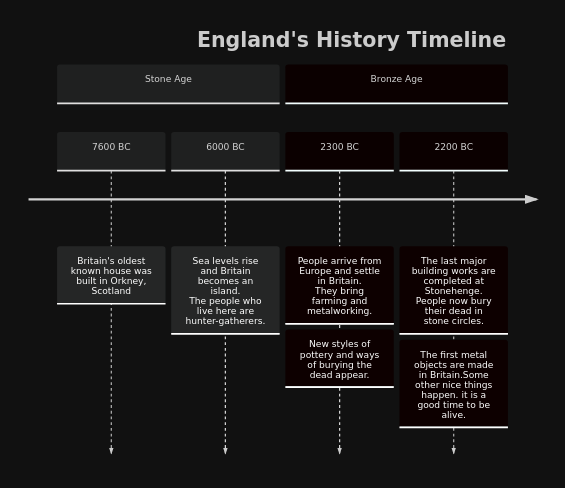 England's History Timeline
Stone Age
Bronze Age
7600 BC
6000 BC
2300 BC
2200 BC
Britain's oldest
known house was
built in Orkney,
Scotland
Sea levels rise
and Britain
becomes an
island.
The people who
live here are
hunter-gatherers.
People arrive from
Europe and settle
in Britain.
They bring
farming and
metalworking.
New styles of
pottery and ways
of burying the
dead appear.
The last major
building works are
completed at
Stonehenge.
People now bury
their dead in
stone circles.
The first metal
objects are made
in Britain.Some
other nice things
happen. it is a
good time to be
alive.